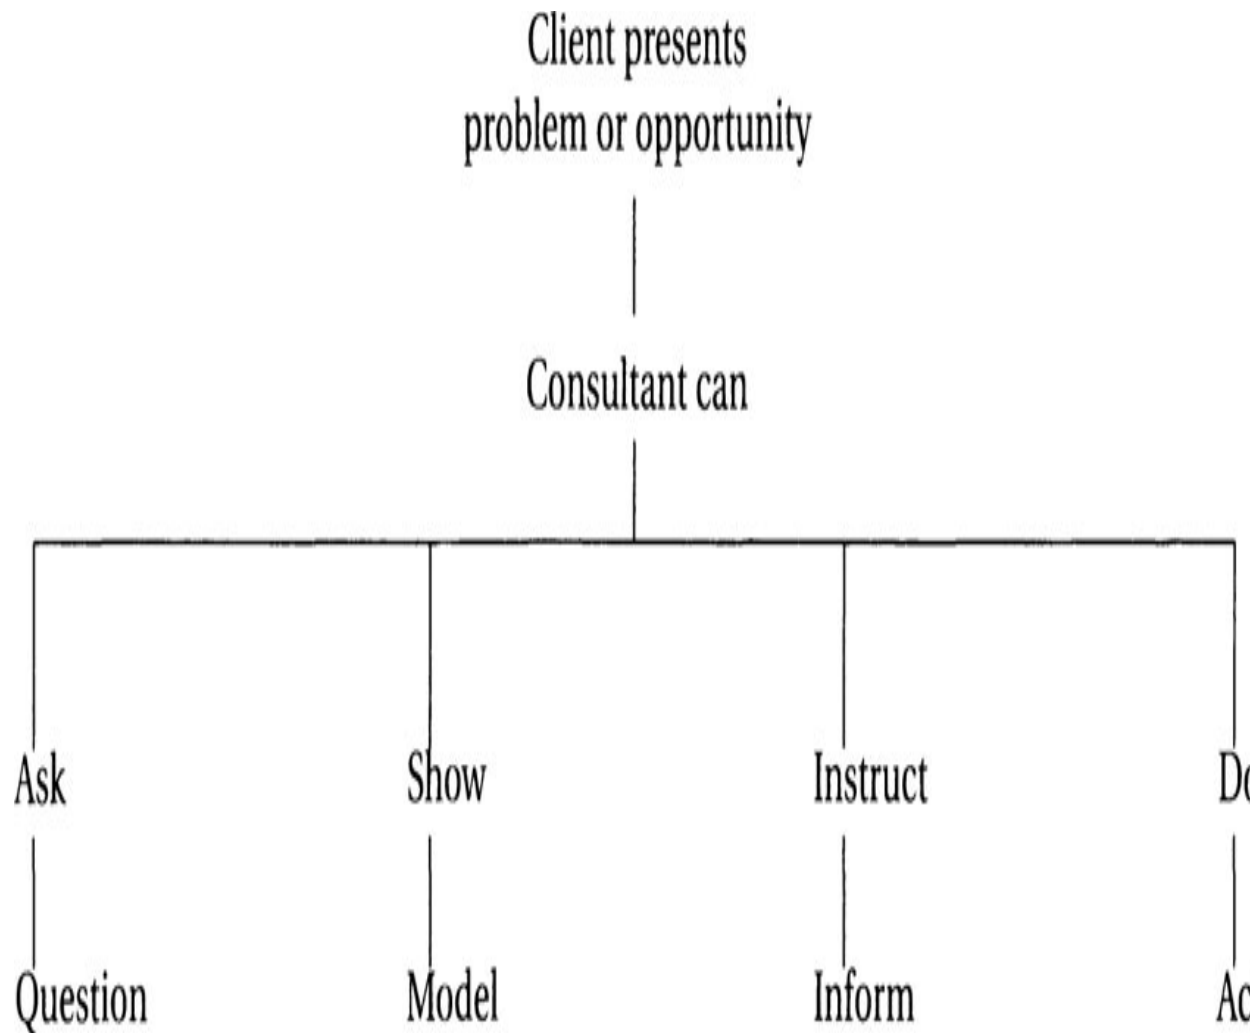 Client presents
problem or opportunity
Consultant can
Ask Show Instruct
Question Model Inform